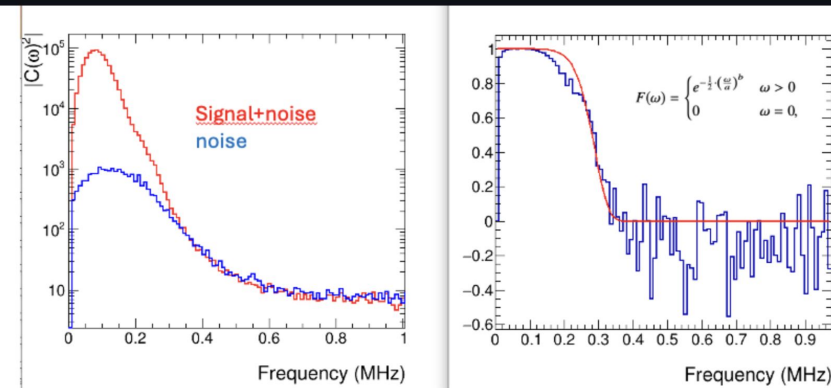 |C(ω)²|
10⁵
10⁴
10³
10²
10
Signal+noise
noise
0 0.2 0.4 0.6 0.8 1
Frequency (MHz)
1
0.8
0.6
0.4
0.2
0
−0.2
−0.4
−0.6
F(ω) = { e^{-\frac{1}{2}·(\frac{ω}{a})^b} ω > 0
0 ω = 0,
0 0.1 0.2 0.3 0.4 0.5 0.6 0.7 0.8 0.9
Frequency (MHz)